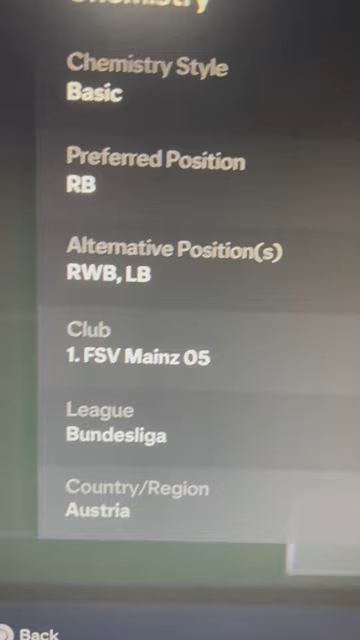 Chemistry
Chemistry Style
Basic
Preferred Position
RB
Alternative Position(s)
RWB, LB
Club
1. FSV Mainz 05
League
Bundesliga
Country/Region
Austria
Back